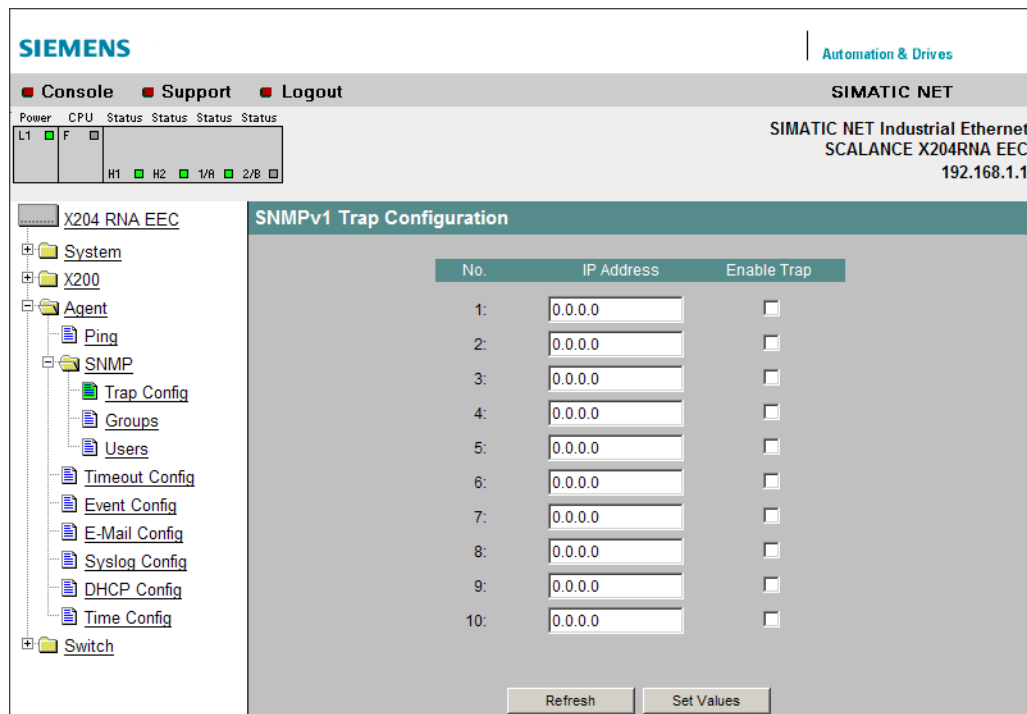 SIEMENS
Automation & Drives
Console Support Logout SIMATIC NET
Power CPU Status Status Status Status
L1 F
H1 H2 1/A 2/B
SIMATIC NET Industrial Ethernet
SCALANCE X204RNA EEC
192.168.1.1
X204 RNA EEC
System
X200
Agent
Ping
SNMP
Trap Config
Groups
Users
Timeout Config
Event Config
E-Mail Config
Syslog Config
DHCP Config
Time Config
Switch
SNMPv1 Trap Configuration
No. IP Address Enable Trap
1: 0.0.0.0
2: 0.0.0.0
3: 0.0.0.0
4: 0.0.0.0
5: 0.0.0.0
6: 0.0.0.0
7: 0.0.0.0
8: 0.0.0.0
9: 0.0.0.0
10: 0.0.0.0
Refresh Set Values